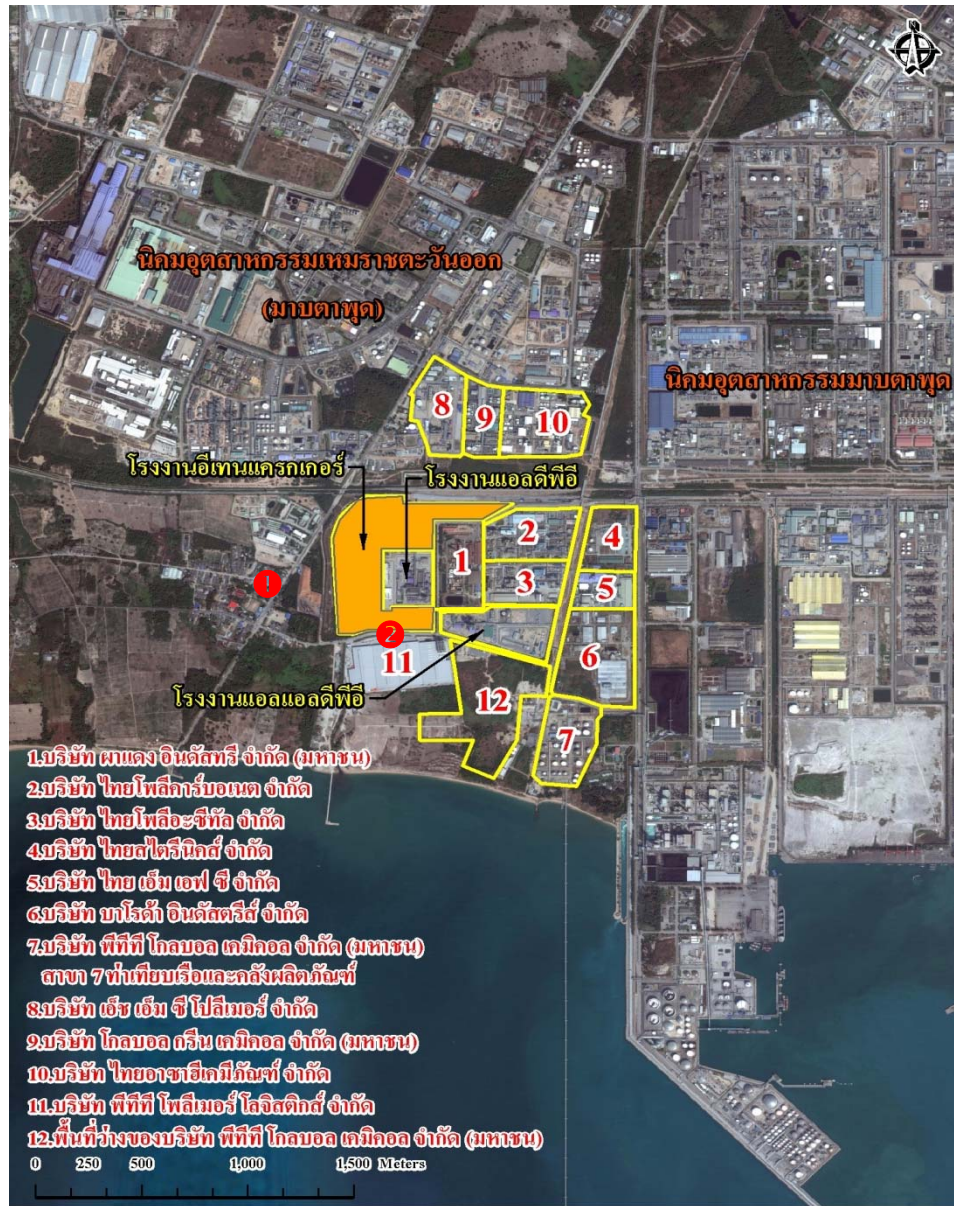 นิคมอุตสาหกรรมเหมราชตะวันออก
(มาบตาพุด)
นิคมอุตสาหกรรมมาบตาพุด
8
9
10
โรงงานอีเทนแครกเกอร์
โรงงานแอลดีพีอี
1
2
3
4
5
6
!
2
11
โรงงานแอลแอลดีพีอี
12
7
1.บริษัท ผาแดง อินดัสทรี จำกัด (มหาชน)
2.บริษัท ไทยโพลีคาร์บอเนต จำกัด
3.บริษัท ไทยโพลีอะซีทัล จำกัด
4.บริษัท ไทยสไตรีนิคส์ จำกัด
5.บริษัท ไทย เอ็ม เอฟ ซี จำกัด
6.บริษัท บาโรด้า อินดัสตรีส์ จำกัด
7.บริษัท พีทีที โกลบอล เคมิคอล จำกัด (มหาชน)
สาขา 7 ท่าเทียบเรือและคลังผลิตภัณฑ์
8.บริษัท เอ็ช เอ็ม ซี โปลีเมอร์ จำกัด
9.บริษัท โกลบอล กรีน เคมิคอล จำกัด (มหาชน)
10.บริษัท ไทยอาซาฮีเคมีภัณฑ์ จำกัด
11.บริษัท พีทีที โพลีเมอร์ โลจิสติกส์ จำกัด
12.พื้นที่ว่างของบริษัท พีทีที โกลบอล เคมิคอล จำกัด (มหาชน)
0 250 500 1,000 1,500 Meters